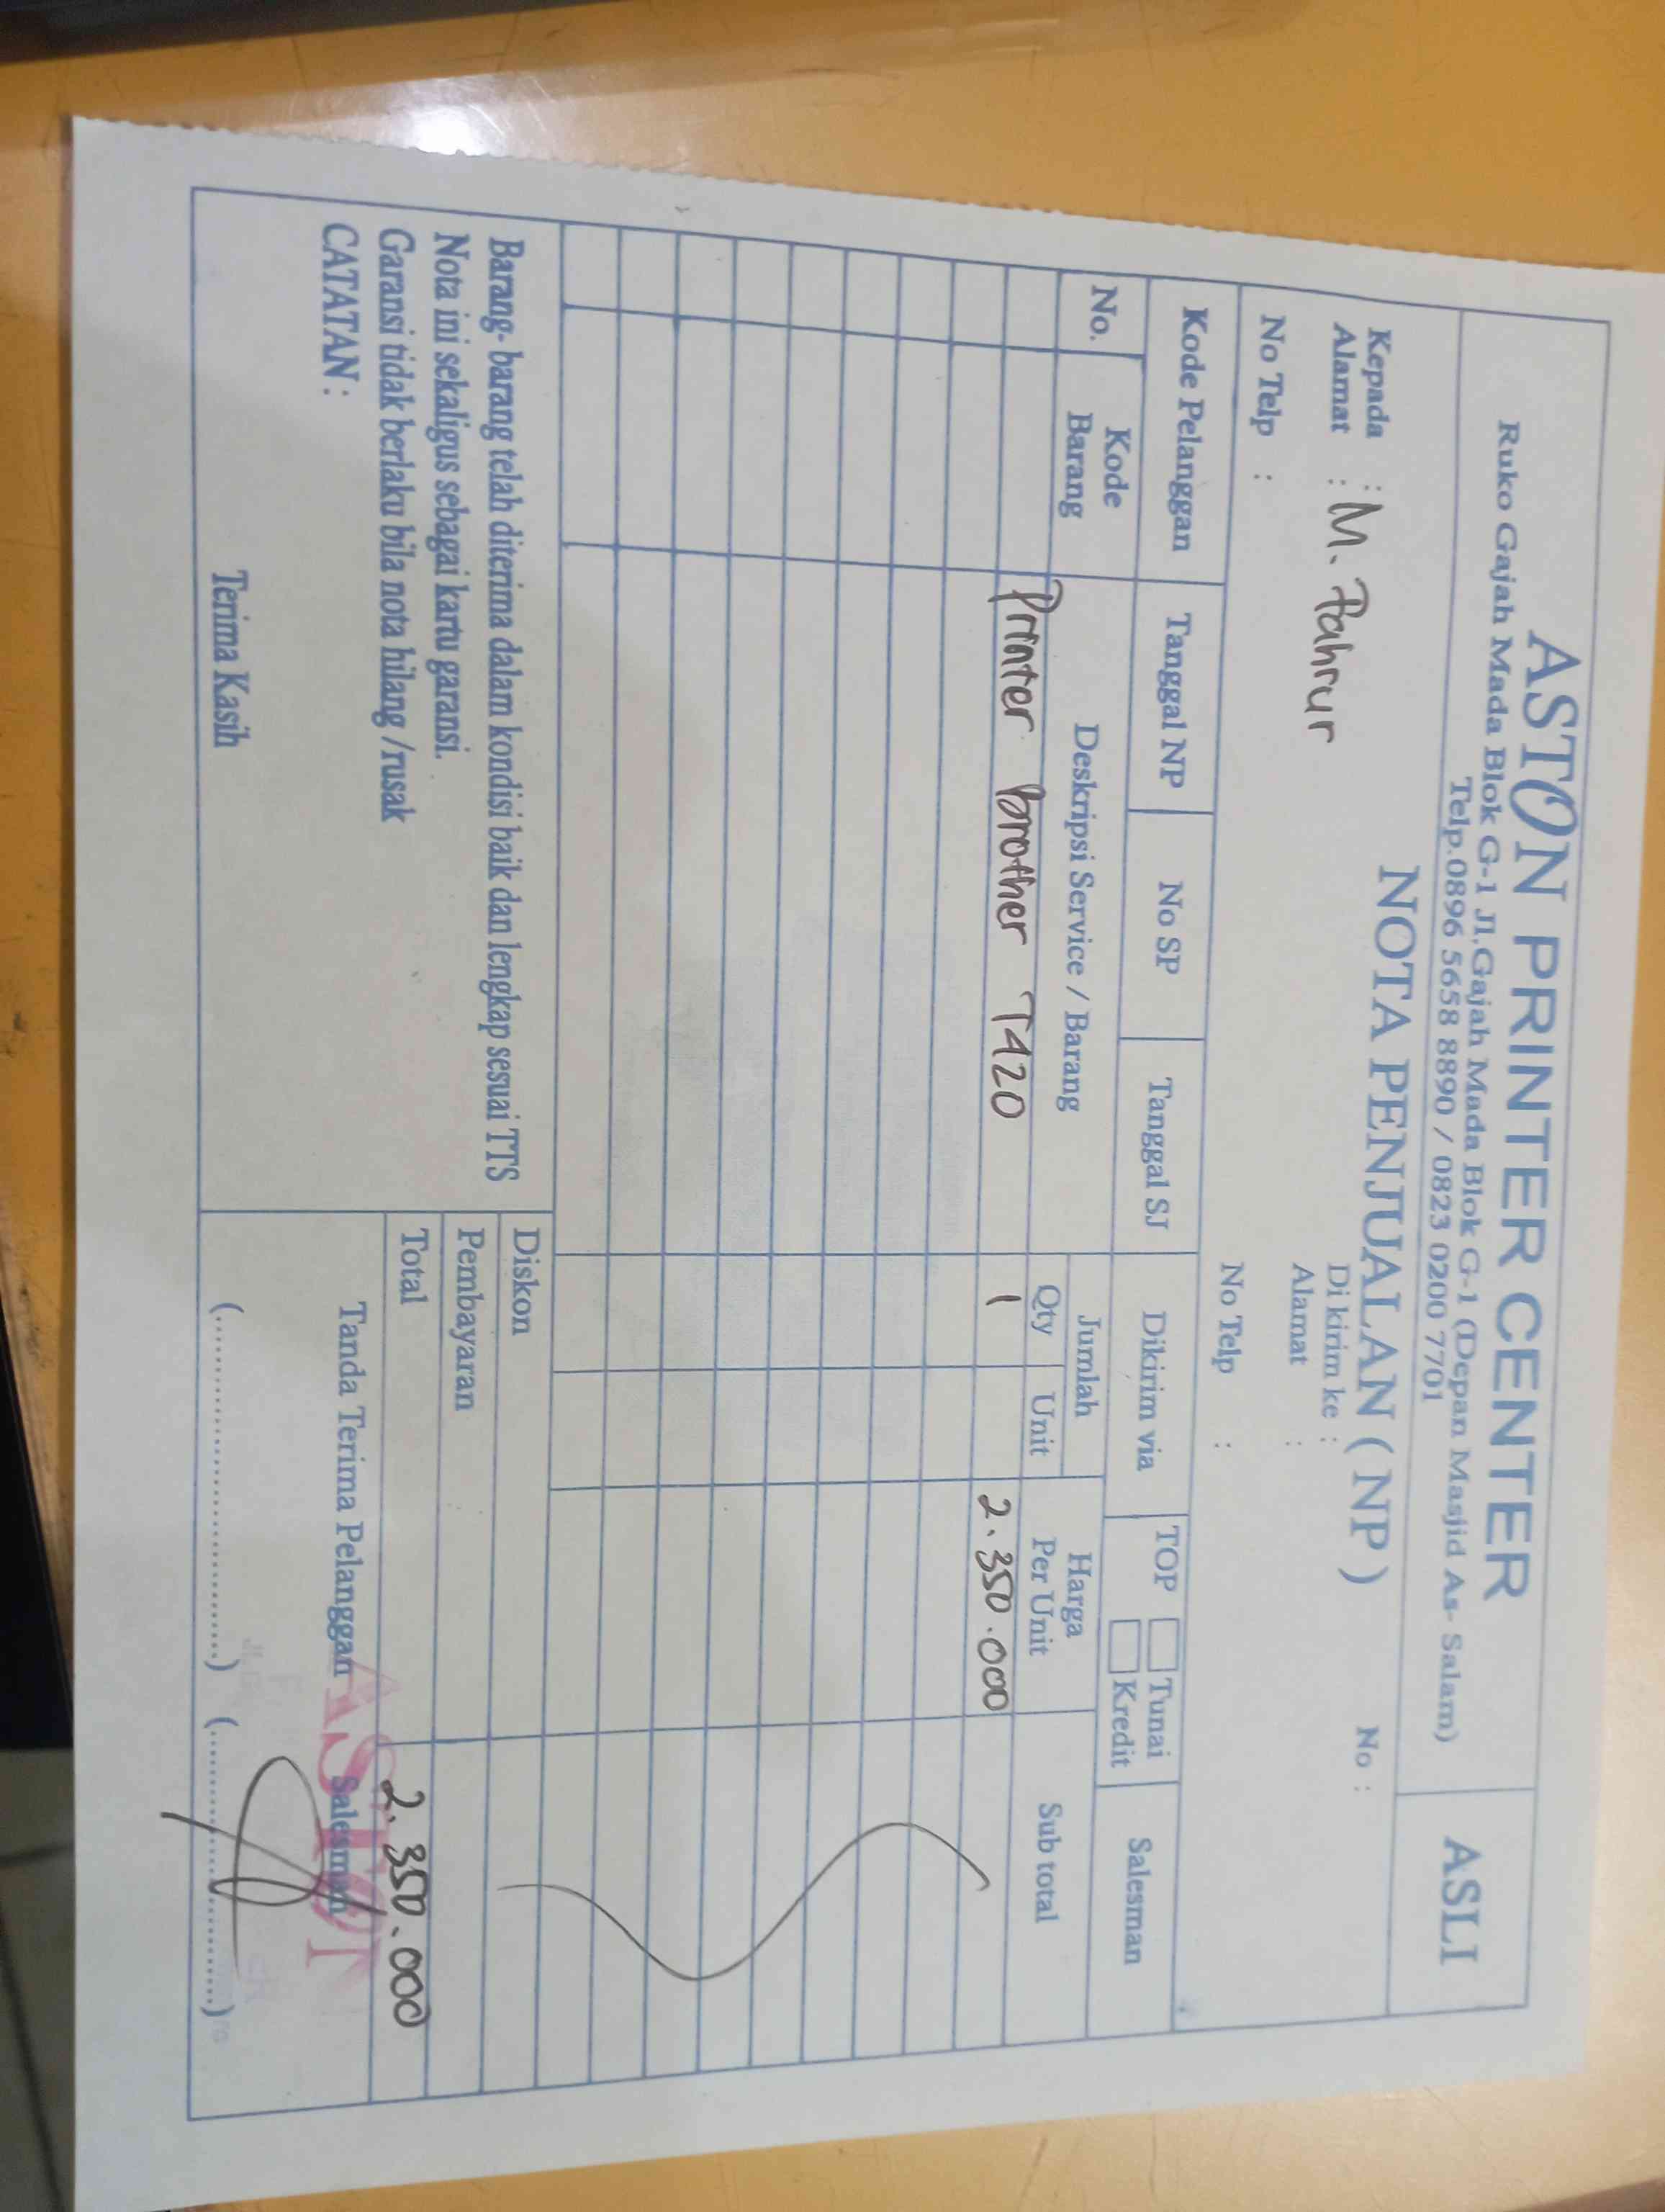 ASTON PRINTER CENTER
Ruko Gajah Mada Blok G-1 Jl.Gajah Mada Blok G-1 (Depan Masjid As- Salam)
Telp.0896 5658 8890 / 0823 0200 7701
ASLI
NOTA PENJUALAN ( NP )
No :
Kepada : M. Pahrur
Alamat :
No Telp :
Di kirim ke :
Alamat :
No Telp :
Kode Pelanggan Tanggal NP No SP Tanggal SJ Dikirim via TOP Tunai Kredit Salesman
No. Kode Barang Deskripsi Service / Barang Jumlah Qty Unit Harga Per Unit Sub total
Printer brother T420 1 2.350.000
Barang- barang telah diterima dalam kondisi baik dan lengkap sesuai TTS
Nota ini sekaligus sebagai kartu garansi.
Garansi tidak berlaku bila nota hilang /rusak
CATATAN :
Terima Kasih
Diskon
Pembayaran
Total 2.350.000
Tanda Terima Pelanggan Salesman
ASTON
(..............................) (......................)